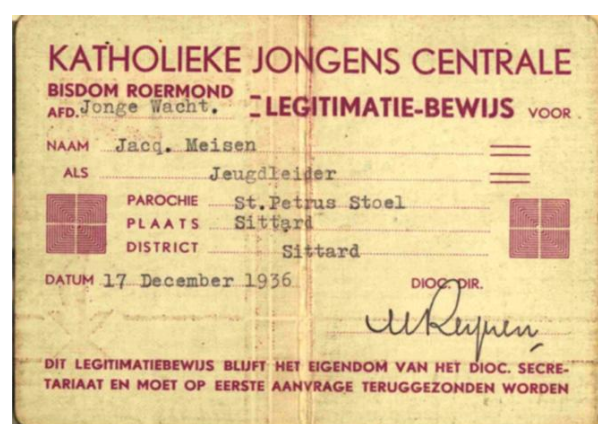 KATHOLIEKE JONGENS CENTRALE
BISDOM ROERMOND
AFD. Jonge Wacht. LEGITIMATIE-BEWIJS VOOR
NAAM Jacq. Meisen
ALS Jeugdleider
PAROCHIE St.Petrus Stoel
PLAATS Sittard
DISTRICT Sittard
DATUM 17 December 1936 DIOC. DIR.
DIT LEGITIMATIEBEWIJS BLIJFT HET EIGENDOM VAN HET DIOC. SECRE-
TARIAAT EN MOET OP EERSTE AANVRAGE TERUGGEZONDEN WORDEN